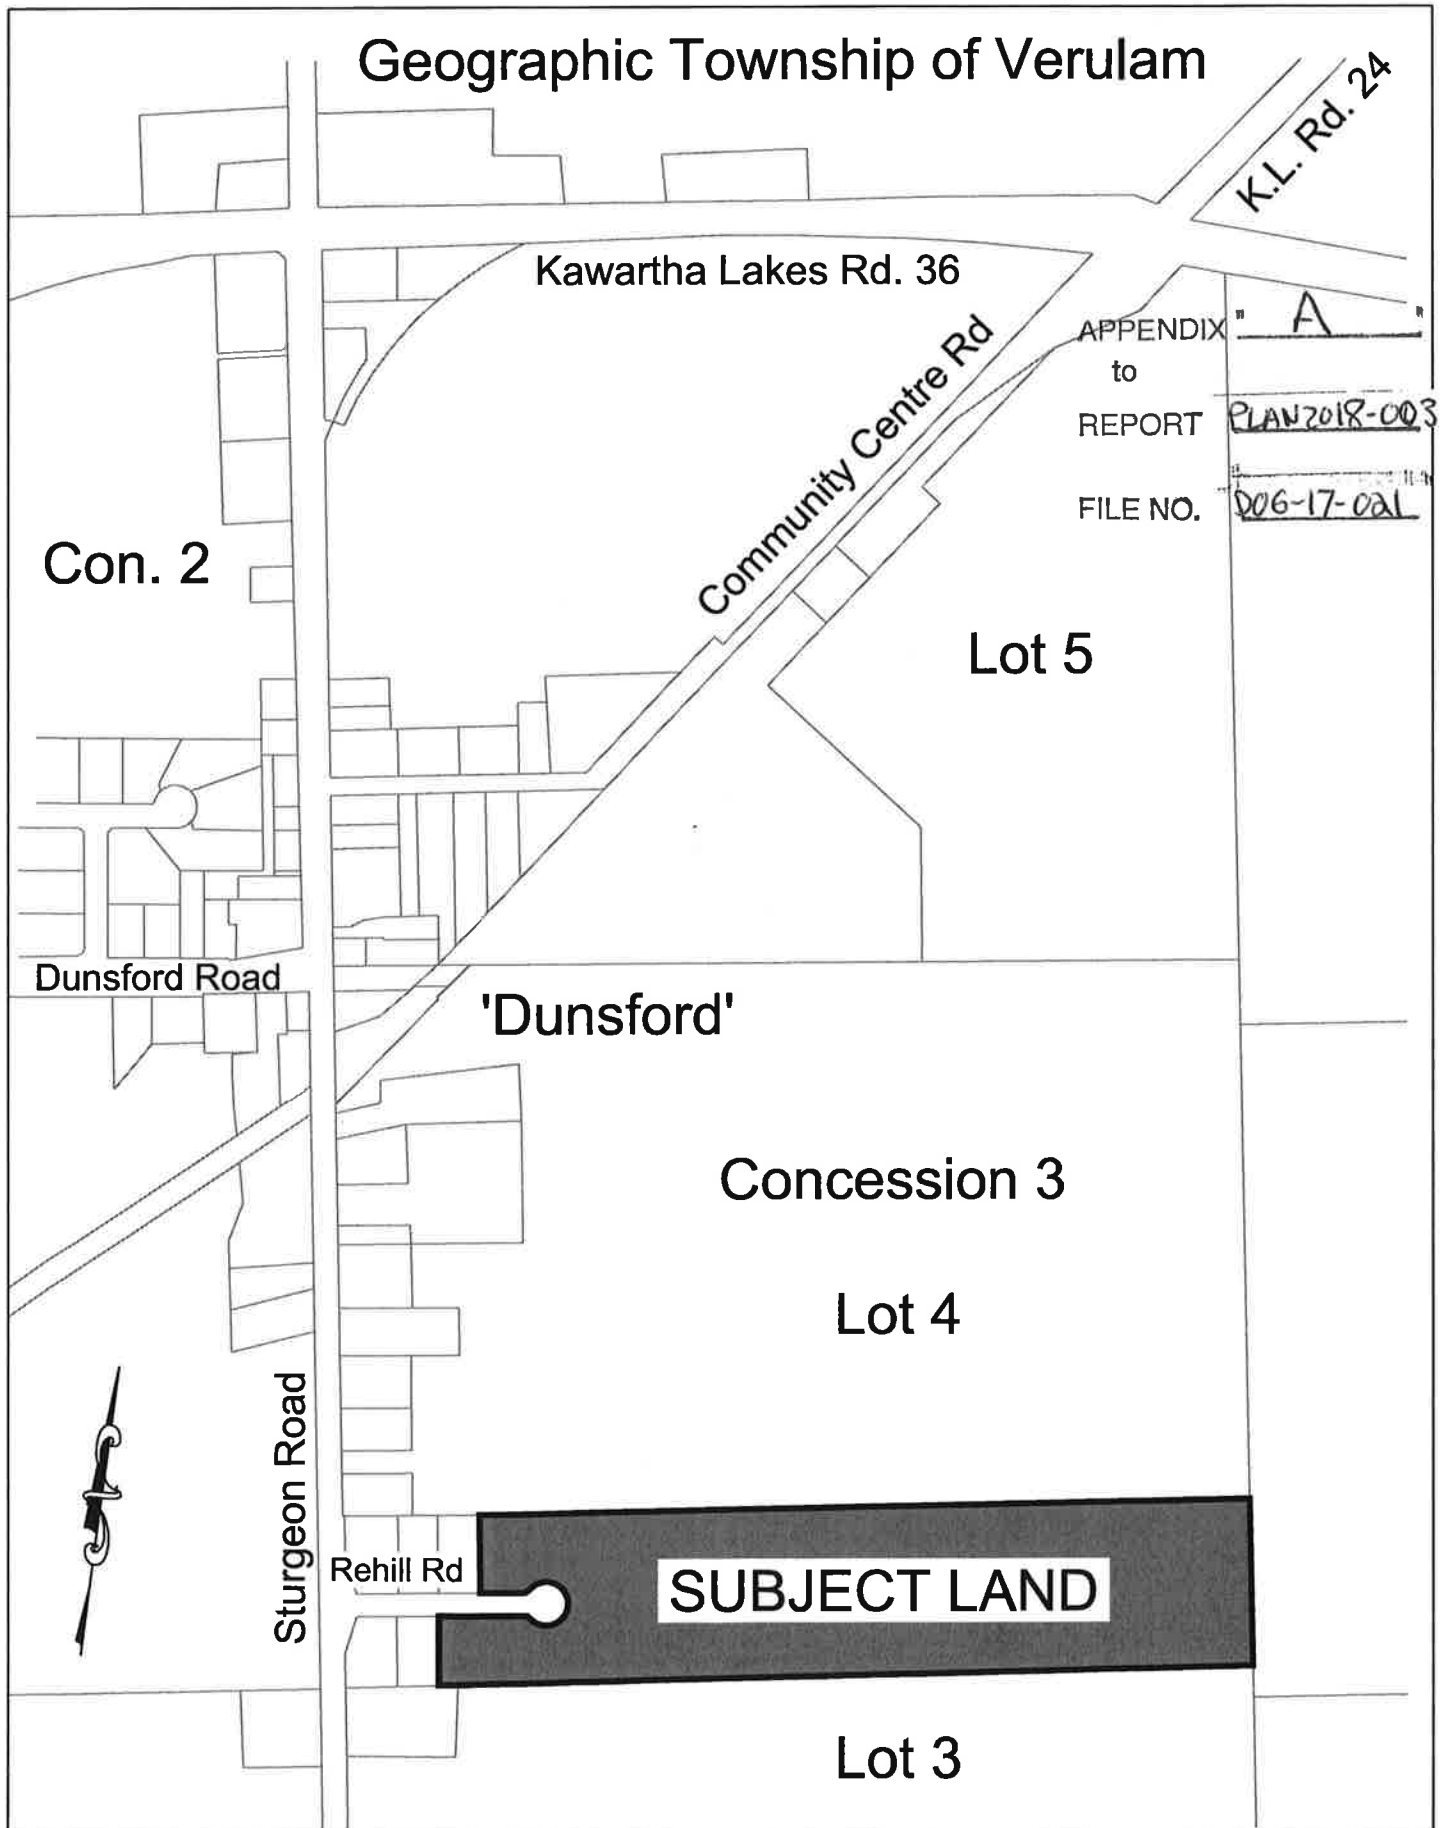 Geographic Township of Verulam
K.L. Rd. 24
Kawartha Lakes Rd. 36
Community Centre Rd
APPENDIX " A "
to
REPORT PLAN2018-003
FILE NO. D06-17-021
Con. 2
Lot 5
Dunsford Road
'Dunsford'
Concession 3
Lot 4
Sturgeon Road
Rehill Rd
SUBJECT LAND
Lot 3